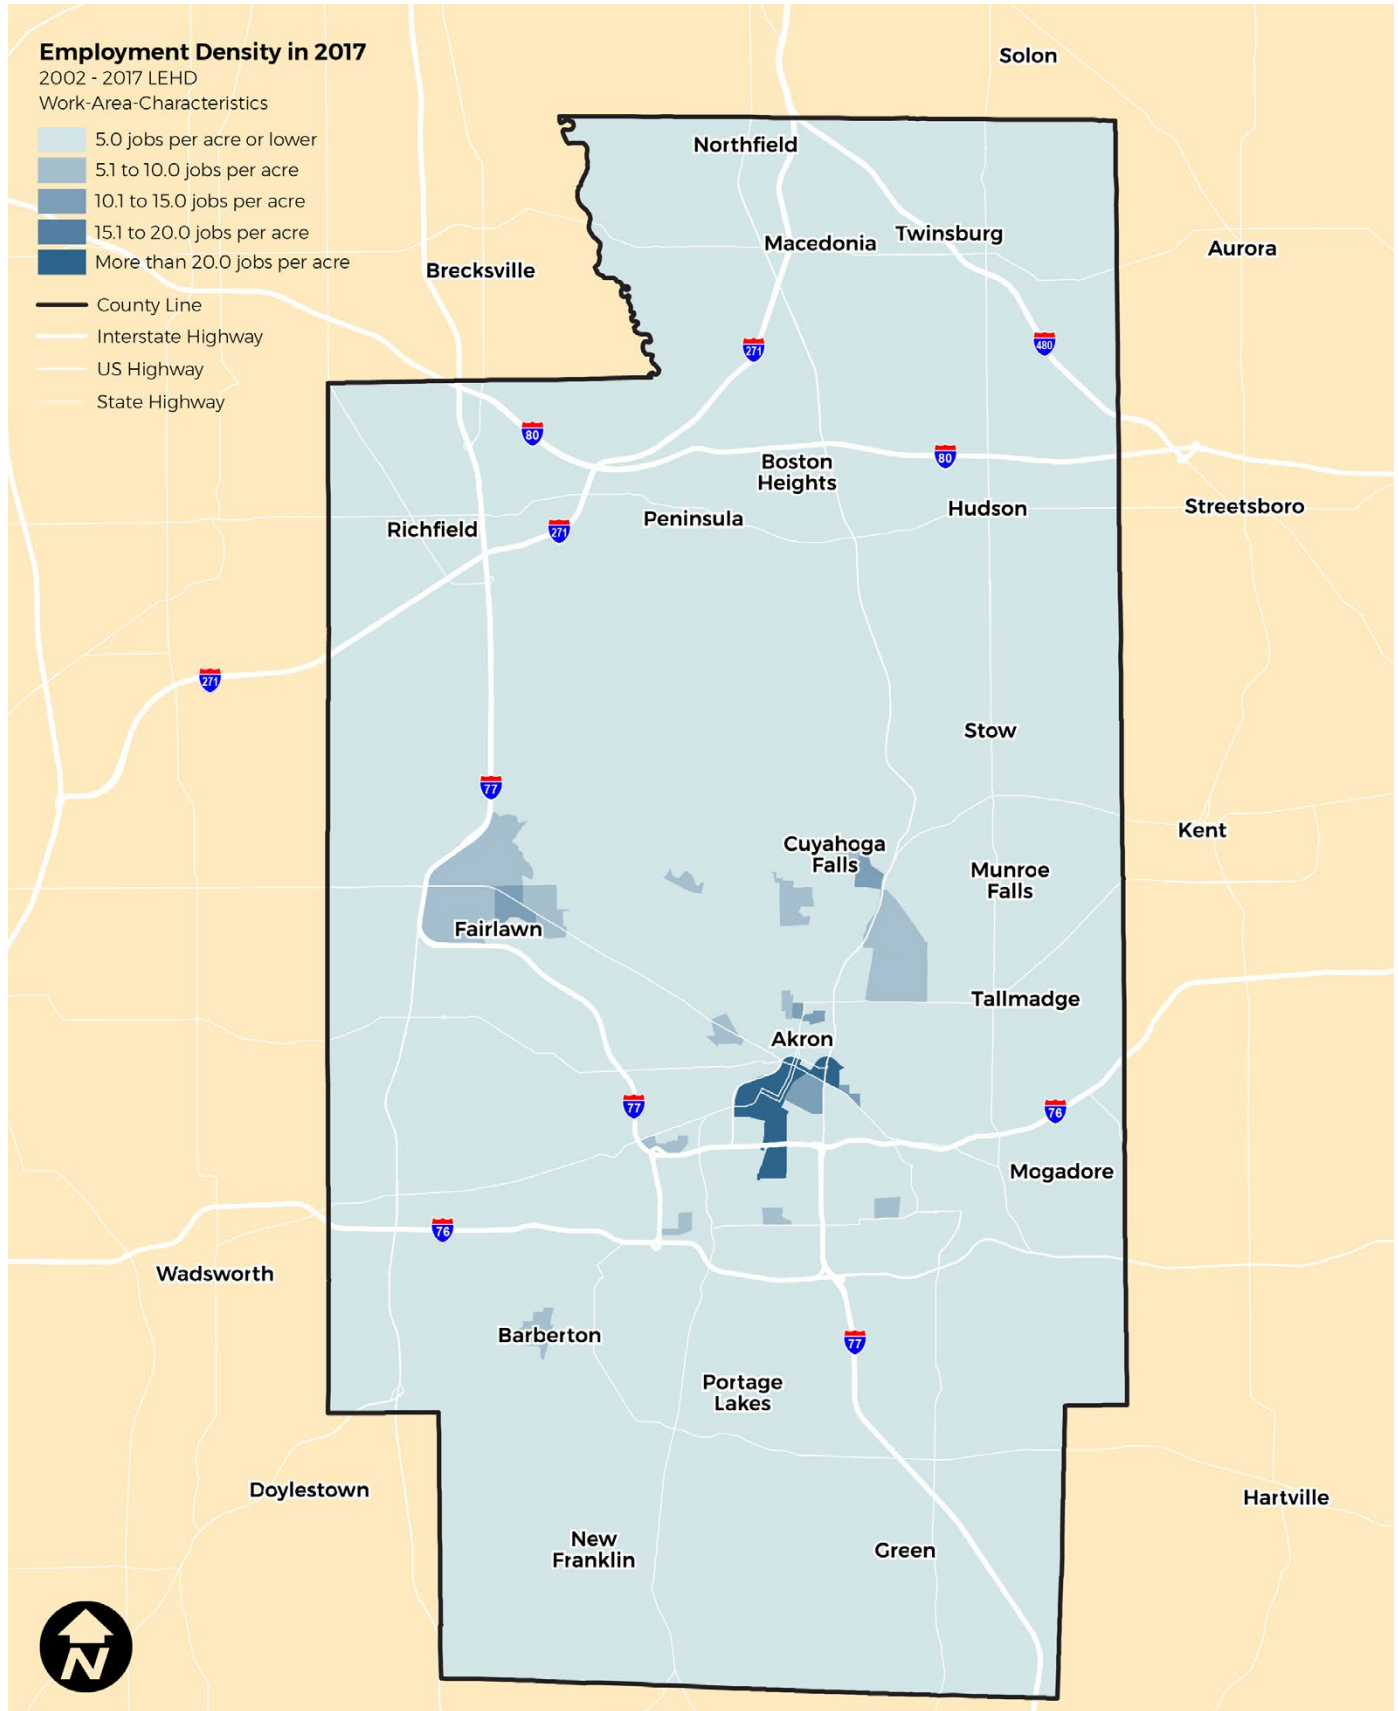 Employment Density in 2017
2002 - 2017 LEHD
Work-Area-Characteristics
5.0 jobs per acre or lower
5.1 to 10.0 jobs per acre
10.1 to 15.0 jobs per acre
15.1 to 20.0 jobs per acre
More than 20.0 jobs per acre
County Line
Interstate Highway
US Highway
State Highway
Solon
Northfield
Macedonia
Twinsburg
Aurora
Brecksville
271
480
80
Boston
Heights
80
Richfield
271
Peninsula
Hudson
Streetsboro
271
Stow
77
Cuyahoga
Falls
Munroe
Falls
Kent
Fairlawn
Tallmadge
Akron
77
76
Mogadore
76
Wadsworth
Barberton
77
Portage
Lakes
Doylestown
Hartville
New
Franklin
Green
N